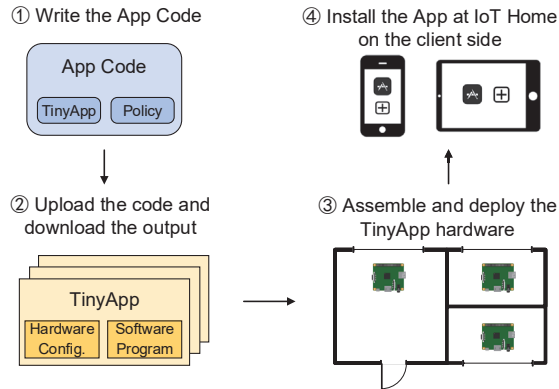 ① Write the App Code
App Code
TinyApp
Policy
② Upload the code and
download the output
TinyApp
Hardware
Config.
Software
Program
③ Assemble and deploy the
TinyApp hardware
④ Install the App at IoT Home
on the client side